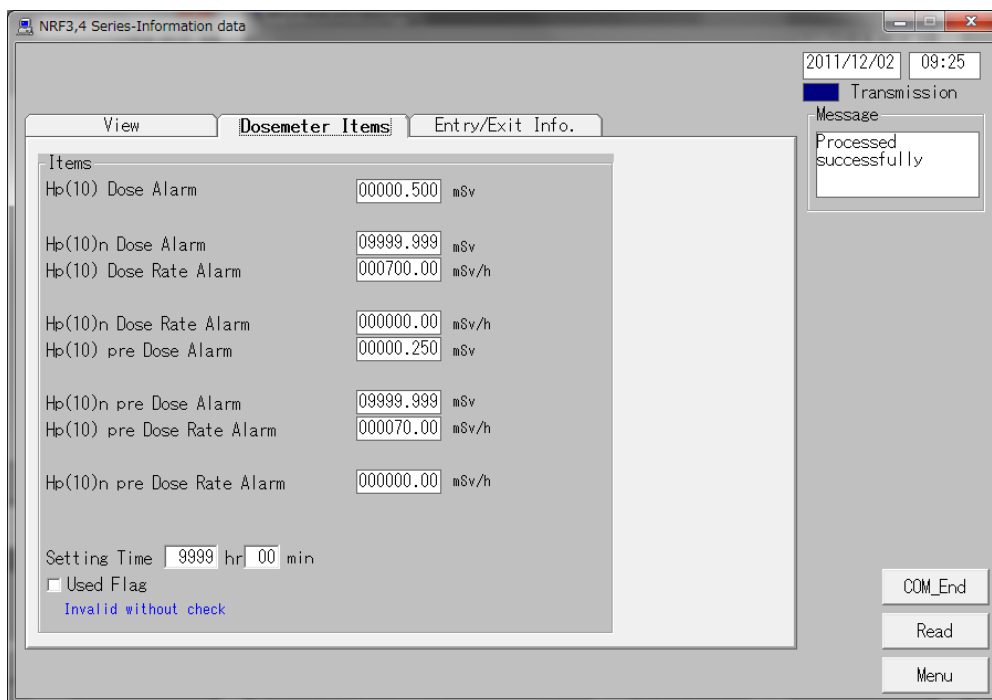 NRF3,4 Series-Information data
2011/12/02 09:25
Transmission
View Dosemeter Items Entry/Exit Info.
Message
Processed
successfully
Items
Hp(10) Dose Alarm 00000.500 mSv
Hp(10)n Dose Alarm 09999.999 mSv
Hp(10) Dose Rate Alarm 000700.00 mSv/h
Hp(10)n Dose Rate Alarm 000000.00 mSv/h
Hp(10) pre Dose Alarm 00000.250 mSv
Hp(10)n pre Dose Alarm 09999.999 mSv
Hp(10) pre Dose Rate Alarm 000070.00 mSv/h
Hp(10)n pre Dose Rate Alarm 000000.00 mSv/h
Setting Time 9999 hr 00 min
Used Flag
Invalid without check
COM_End
Read
Menu